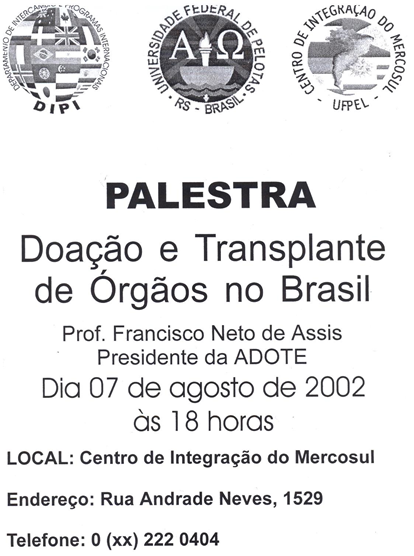 DEPARTAMENTO DE INTERCÂMBIO E PROGRAMAS INTERNACIONAIS
DIPI
UNIVERSIDADE FEDERAL DE PELOTAS
RS - BRASIL
ΑΩ
CENTRO DE INTEGRAÇÃO DO MERCOSUL
UFPEL
PALESTRA
Doação e Transplante
de Órgãos no Brasil
Prof. Francisco Neto de Assis
Presidente da ADOTE
Dia 07 de agosto de 2002
às 18 horas
LOCAL: Centro de Integração do Mercosul
Endereço: Rua Andrade Neves, 1529
Telefone: 0 (xx) 222 0404